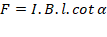 F = I. B. l. cot α